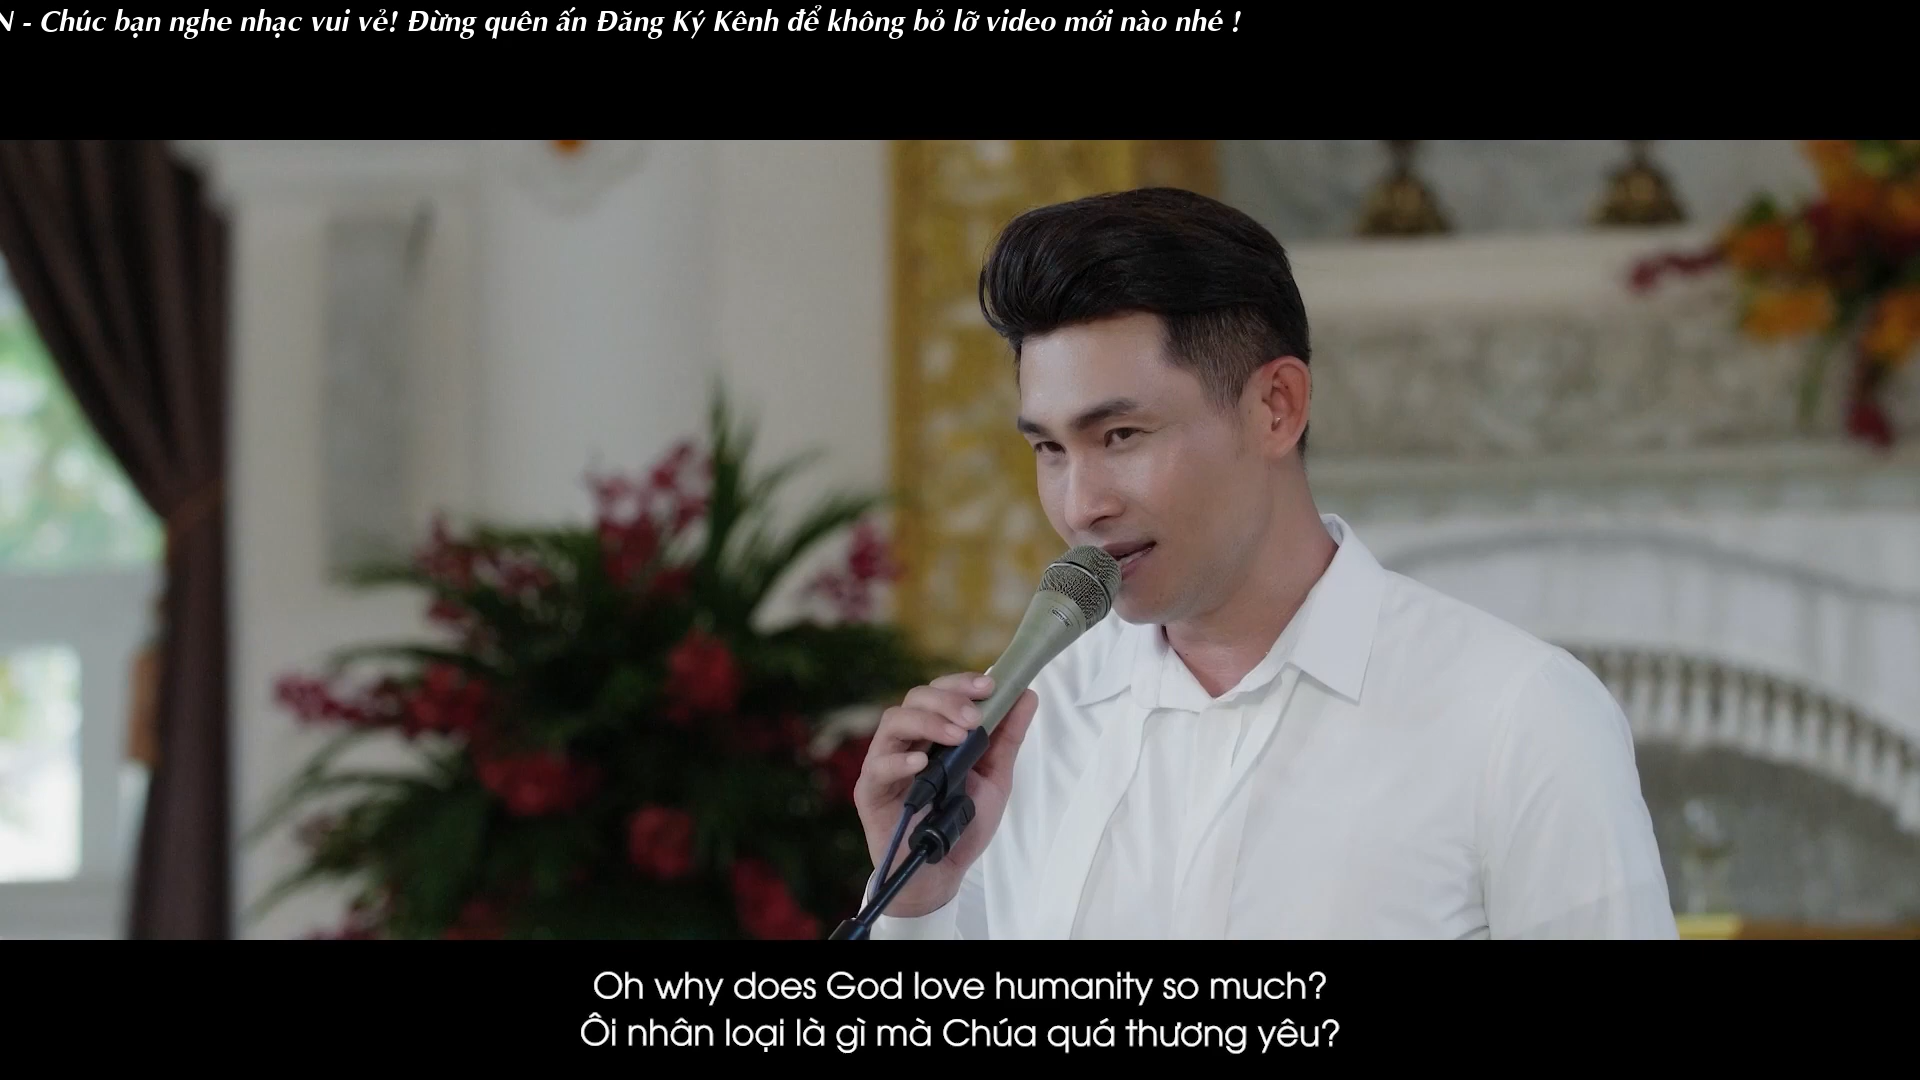 N - Chúc bạn nghe nhạc vui vẻ! Đừng quên ấn Đăng Ký Kênh để không bỏ lỡ video mới nào nhé !
Oh why does God love humanity so much?
Ôi nhân loại là gì mà Chúa quá thương yêu?